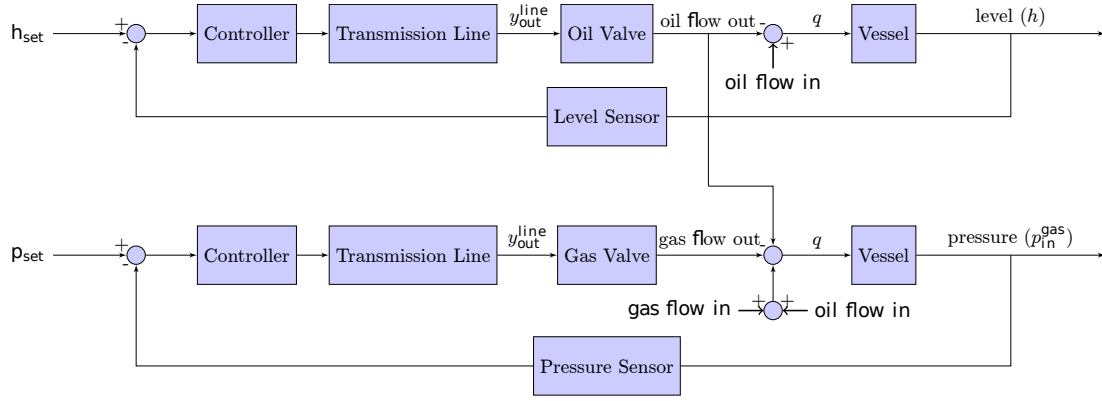 h_set
+
-
Controller
Transmission Line
y_out^line
Oil Valve
oil flow out
-
+
q
Vessel
level (h)
oil flow in
Level Sensor
p_set
+
-
Controller
Transmission Line
y_out^line
Gas Valve
gas flow out
-
q
Vessel
pressure (p_in^gas)
gas flow in
+
+
oil flow in
Pressure Sensor